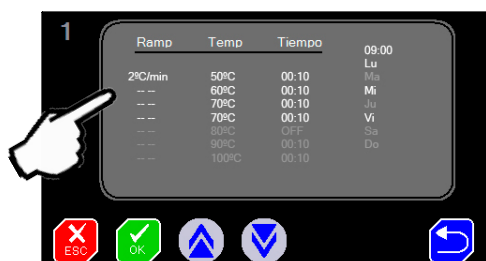 1
Ramp Temp Tiempo
09:00
Lu
2ºC/min 50ºC 00:10 Ma
-- -- 60ºC 00:10 Mi
-- -- 70ºC 00:10 Ju
-- -- 70ºC 00:10 Vi
-- -- 80ºC OFF Sa
-- -- 90ºC 00:10 Do
-- -- 100ºC 00:10
ESC OK